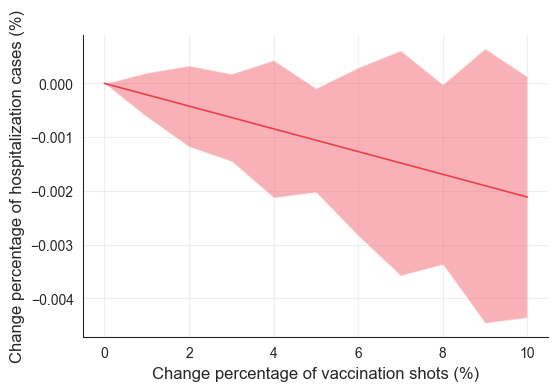 Change percentage of hospitalization cases (%)
0.000
−0.001
−0.002
−0.003
−0.004
0 2 4 6 8 10
Change percentage of vaccination shots (%)